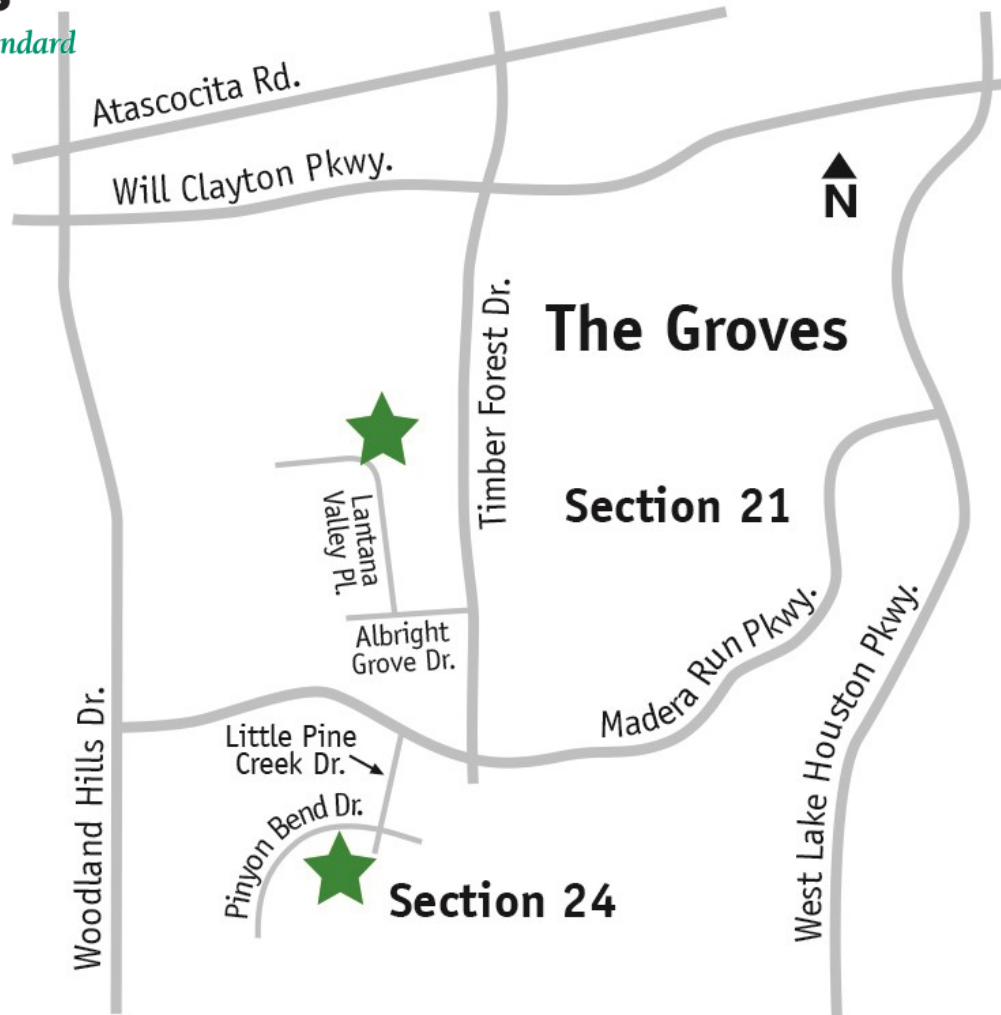 ndard
Atascocita Rd.
Will Clayton Pkwy.
N
The Groves
Timber Forest Dr.
Section 21
Lantana
Valley Pl.
Albright
Grove Dr.
Madera Run Pkwy.
West Lake Houston Pkwy.
Woodland Hills Dr.
Little Pine
Creek Dr.
Pinyon Bend Dr.
Section 24